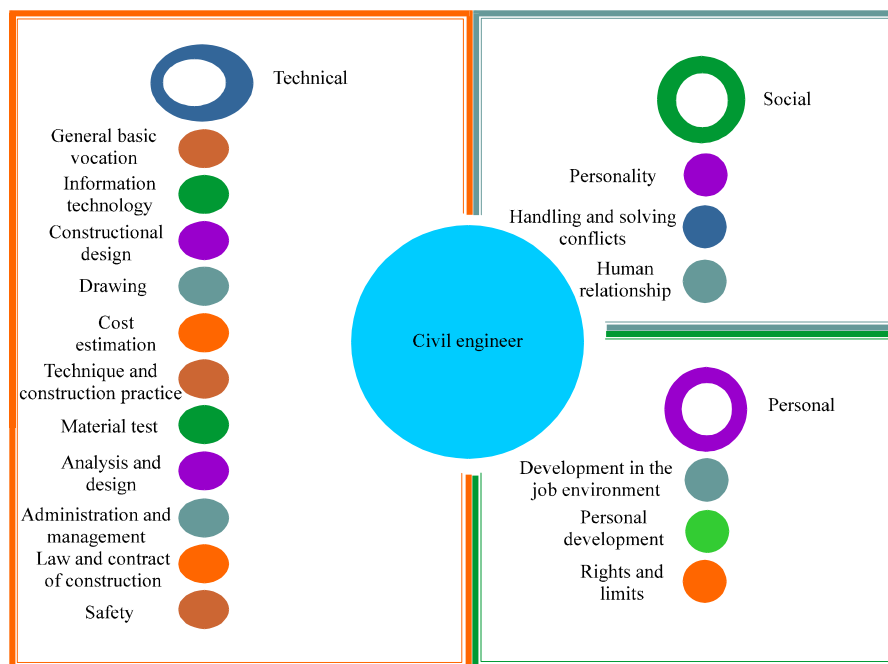 Technical
General basic
vocation
Information
technology
Constructional
design
Drawing
Cost
estimation
Technique and
construction practice
Material test
Analysis and
design
Administration and
management
Law and contract
of construction
Safety
Civil engineer
Social
Personality
Handling and solving
conflicts
Human
relationship
Personal
Development in the
job environment
Personal
development
Rights and
limits